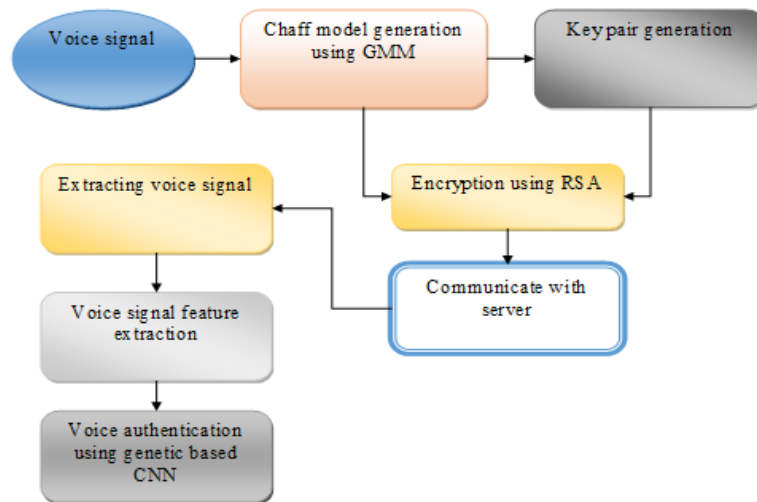 Voice signal
Chaff model generation
using GMM
Key pair generation
Extracting voice signal
Encryption using RSA
Communicate with
server
Voice signal feature
extraction
Voice authentication
using genetic based
CNN